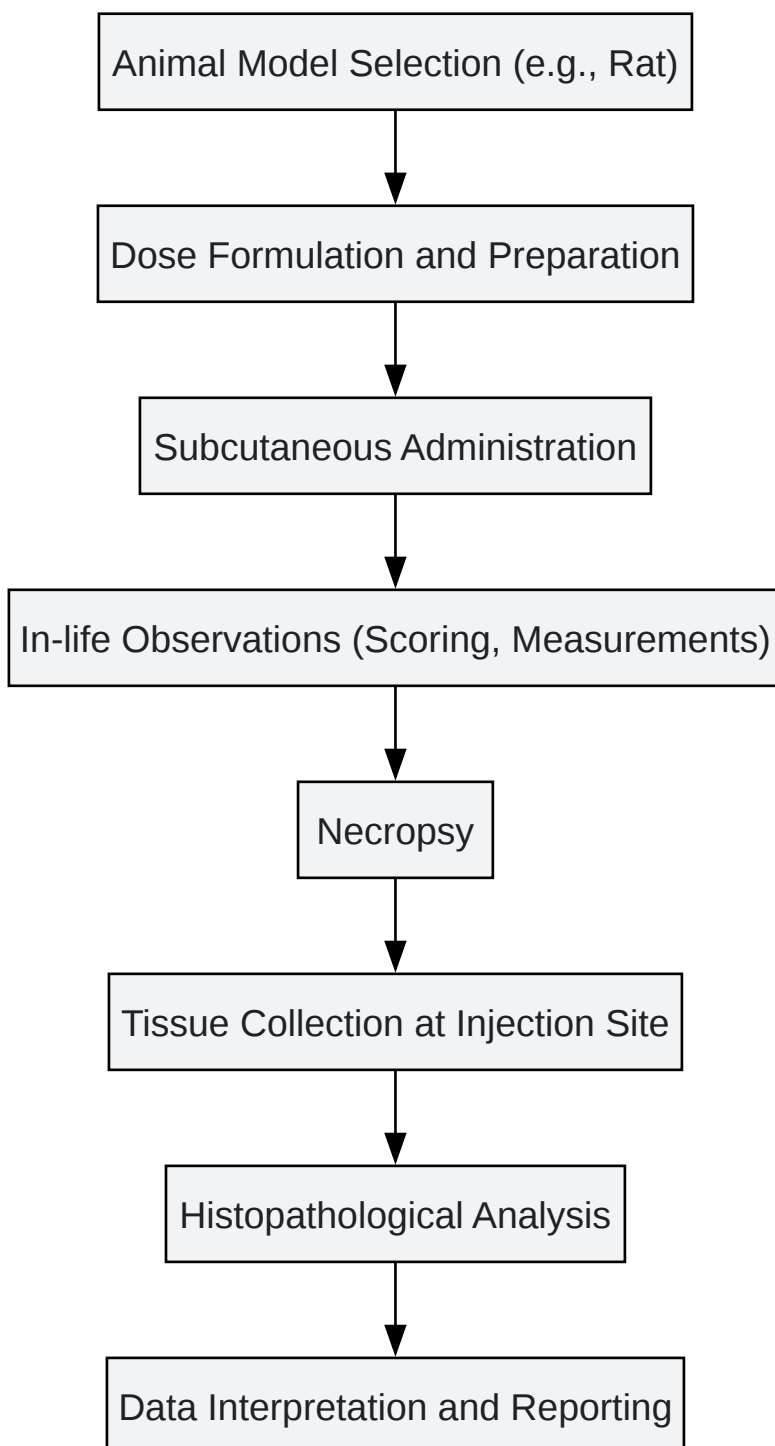 Animal Model Selection (e.g., Rat)
Dose Formulation and Preparation
Subcutaneous Administration
In-life Observations (Scoring, Measurements)
Necropsy
Tissue Collection at Injection Site
Histopathological Analysis
Data Interpretation and Reporting